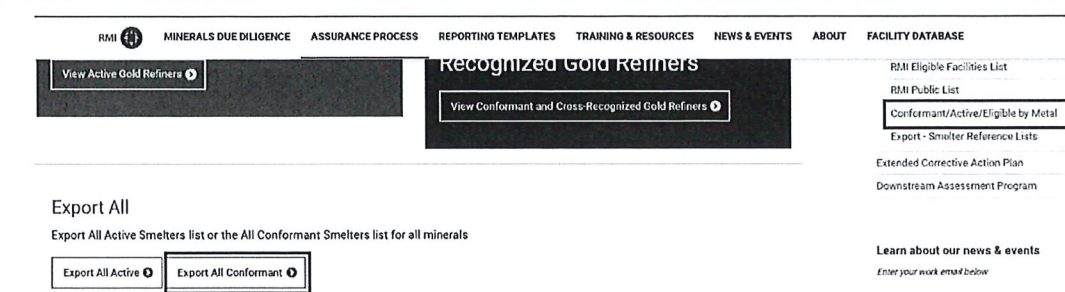 RMI MINERALS DUE DILIGENCE ASSURANCE PROCESS REPORTING TEMPLATES TRAINING & RESOURCES NEWS & EVENTS ABOUT FACILITY DATABASE
View Active Gold Refiners
Recognized Gold Refiners
View Conformant and Cross-Recognized Gold Refiners
RMI Eligible Facilities List
RMI Public List
Conformant/Active/Eligible by Metal
Export - Smelter Reference Lists
Extended Corrective Action Plan
Downstream Assessment Program
Export All
Export All Active Smelters list or the All Conformant Smelters list for all minerals
Export All Active Export All Conformant
Learn about our news & events
Enter your work email below